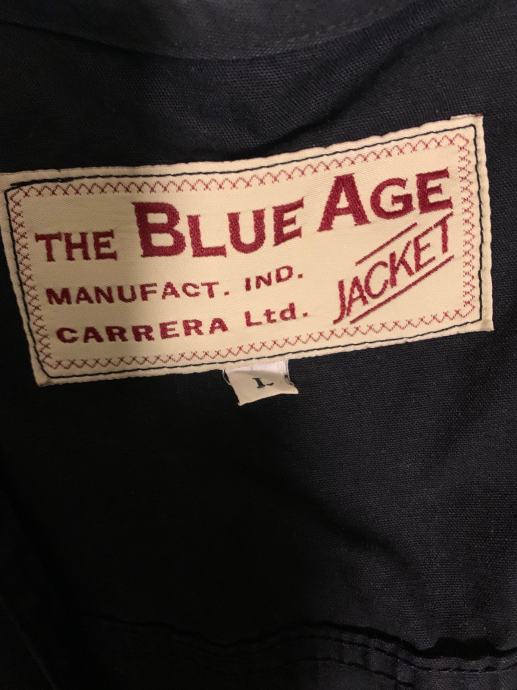 THE BLUE AGE
MANUFACT. IND.
CARRERA Ltd.
JACKET
L